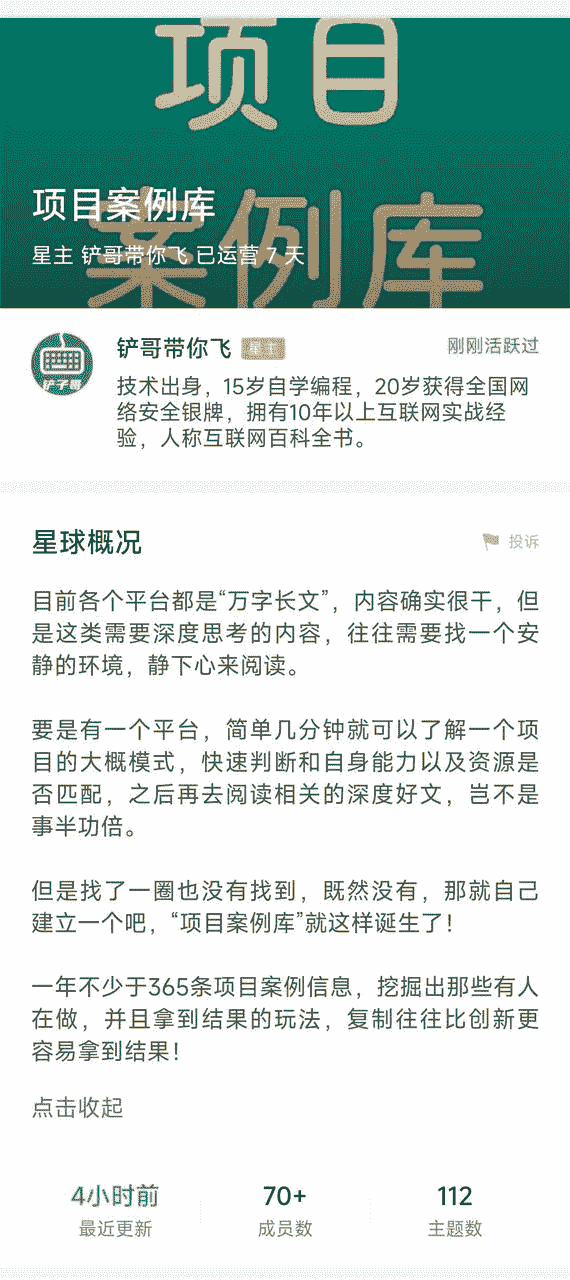 项目
案例库
项目案例库
星主 铲哥带你飞 已运营 7 天
铲哥带你飞 星主
刚刚活跃过
铲子哥
技术出身，15岁自学编程，20岁获得全国网
络安全银牌，拥有10年以上互联网实战经
验，人称互联网百科全书。
星球概况
投诉
目前各个平台都是“万字长文”，内容确实很干，但
是这类需要深度思考的内容，往往需要找一个安
静的环境，静下心来阅读。
要是有一个平台，简单几分钟就可以了解一个项
目的大概模式，快速判断和自身能力以及资源是
否匹配，之后再去阅读相关的深度好文，岂不是
事半功倍。
但是找了一圈也没有找到，既然没有，那就自己
建立一个吧，“项目案例库”就这样诞生了！
一年不少于365条项目案例信息，挖掘出那些有人
在做，并且拿到结果的玩法，复制往往比创新更
容易拿到结果！
点击收起
4小时前
70+
112
最近更新
成员数
主题数